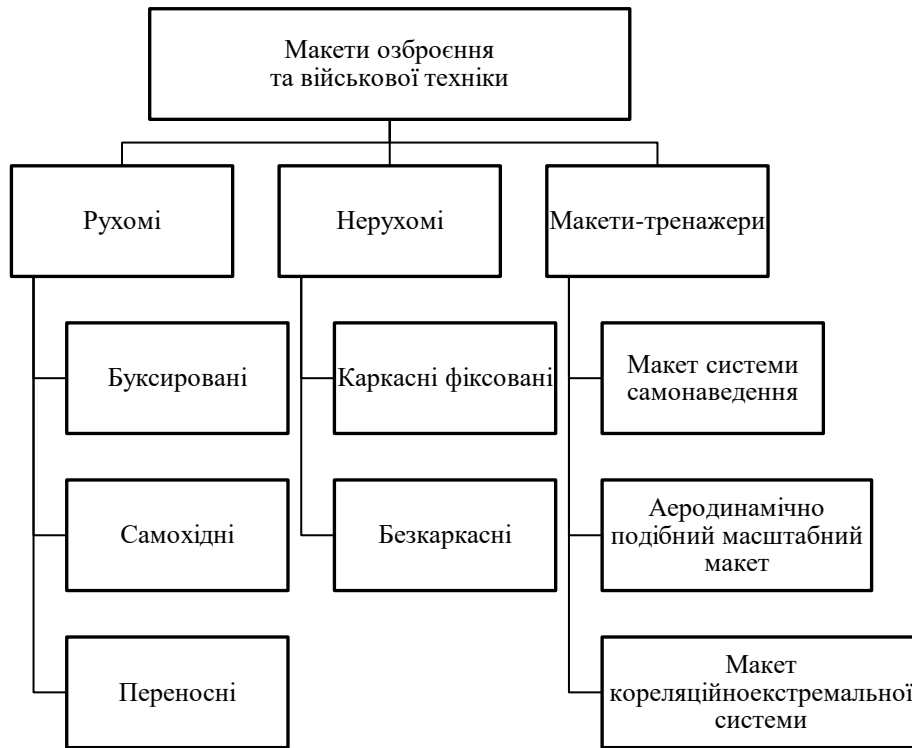 Макети озброєння
та військової техніки
Рухомі
Нерухомі
Макети-тренажери
Буксировані
Каркасні фіксовані
Макет системи
самонаведення
Самохідні
Безкаркасні
Аеродинамічно
подібний масштабний
макет
Переносні
Макет
кореляційноекстремальної
системи